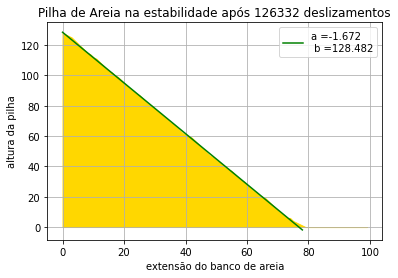 Pilha de Areia na estabilidade após 126332 deslizamentos
a =-1.672
b =128.482
altura da pilha
120
100
80
60
40
20
0
0 20 40 60 80 100
extensão do banco de areia